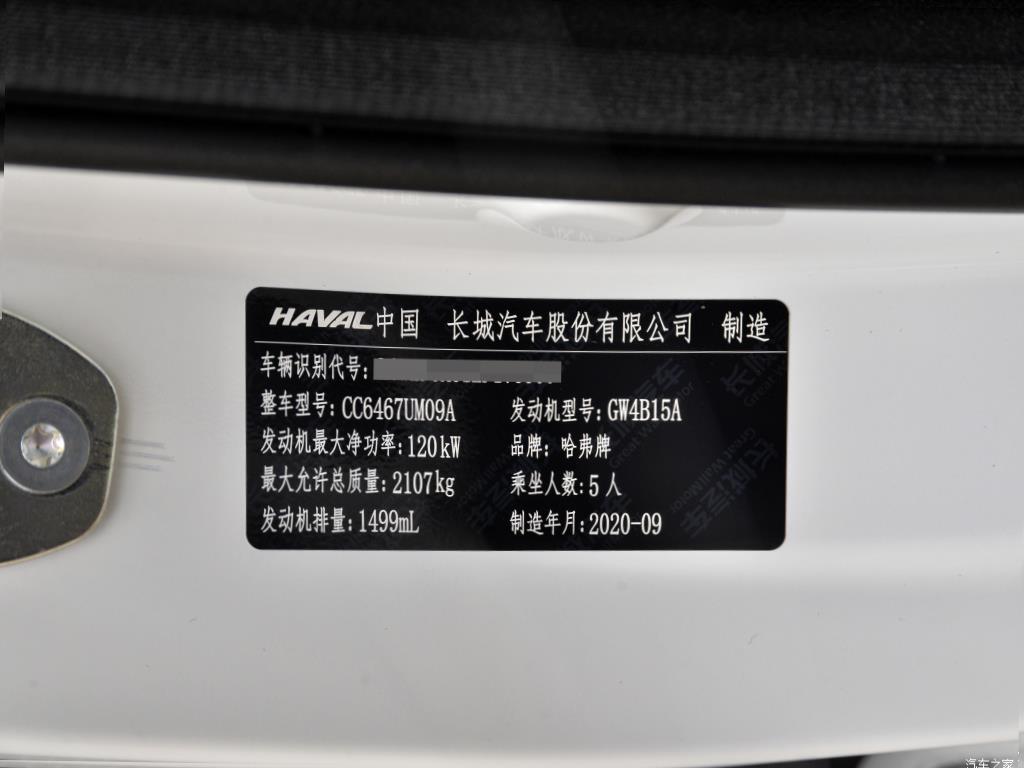 HAVAL中国 长城汽车股份有限公司 制造
车辆识别代号:
整车型号: CC6467UM09A 发动机型号: GW4B15A
发动机最大净功率: 120kW 品牌: 哈弗牌
最大允许总质量: 2107kg 乘坐人数: 5人
发动机排量: 1499mL 制造年月: 2020-09
汽车之家